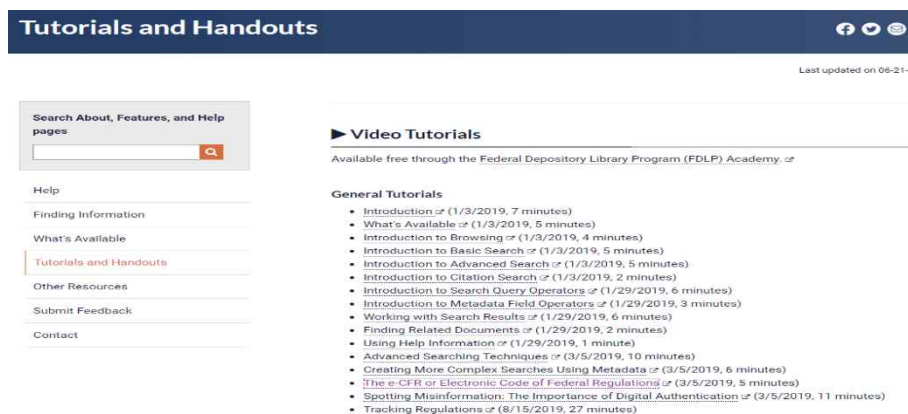 Tutorials and Handouts
Last updated on 06-21-
Search About, Features, and Help
pages
Help
Finding Information
What's Available
Tutorials and Handouts
Other Resources
Submit Feedback
Contact
► Video Tutorials
Available free through the Federal Depository Library Program (FDLP) Academy.
General Tutorials
• Introduction (1/3/2019, 7 minutes)
• What's Available (1/3/2019, 5 minutes)
• Introduction to Browsing (1/3/2019, 4 minutes)
• Introduction to Basic Search (1/3/2019, 5 minutes)
• Introduction to Advanced Search (1/3/2019, 5 minutes)
• Introduction to Citation Search (1/3/2019, 2 minutes)
• Introduction to Search Query Operators (1/29/2019, 6 minutes)
• Introduction to Metadata Field Operators (1/29/2019, 3 minutes)
• Working with Search Results (1/29/2019, 6 minutes)
• Finding Related Documents (1/29/2019, 2 minutes)
• Using Help Information (1/29/2019, 1 minute)
• Advanced Searching Techniques (3/5/2019, 10 minutes)
• Creating More Complex Searches Using Metadata (3/5/2019, 6 minutes)
• The e-CFR or Electronic Code of Federal Regulations (3/5/2019, 5 minutes)
• Spotting Misinformation: The Importance of Digital Authentication (3/5/2019, 11 minutes)
• Tracking Regulations (8/15/2019, 27 minutes)